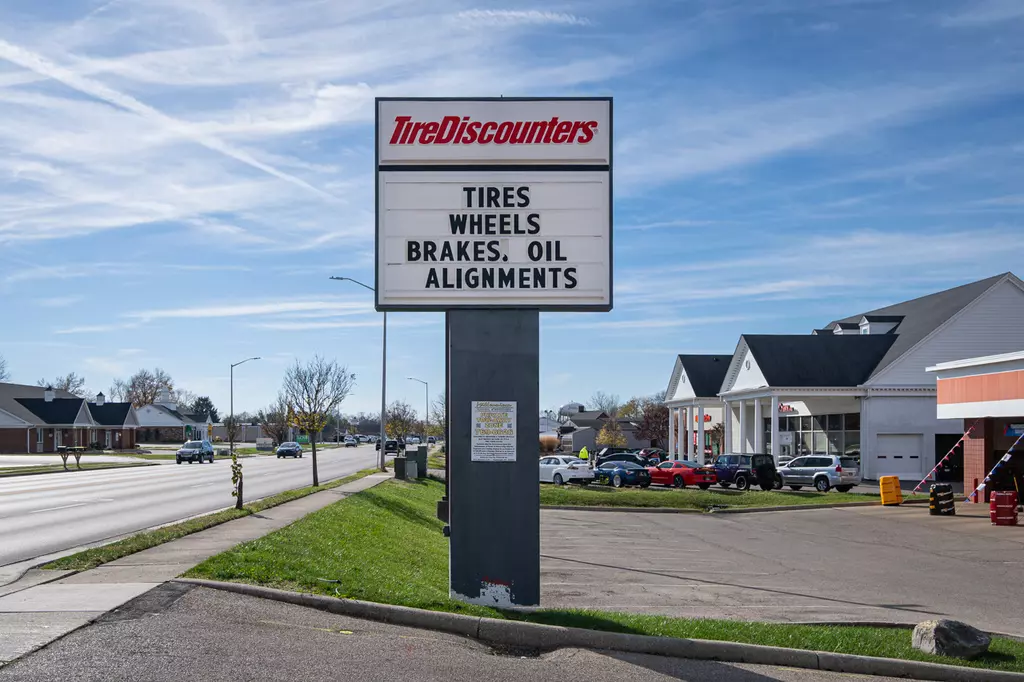 TireDiscounters
TIRES
WHEELS
BRAKES. OIL
ALIGNMENTS